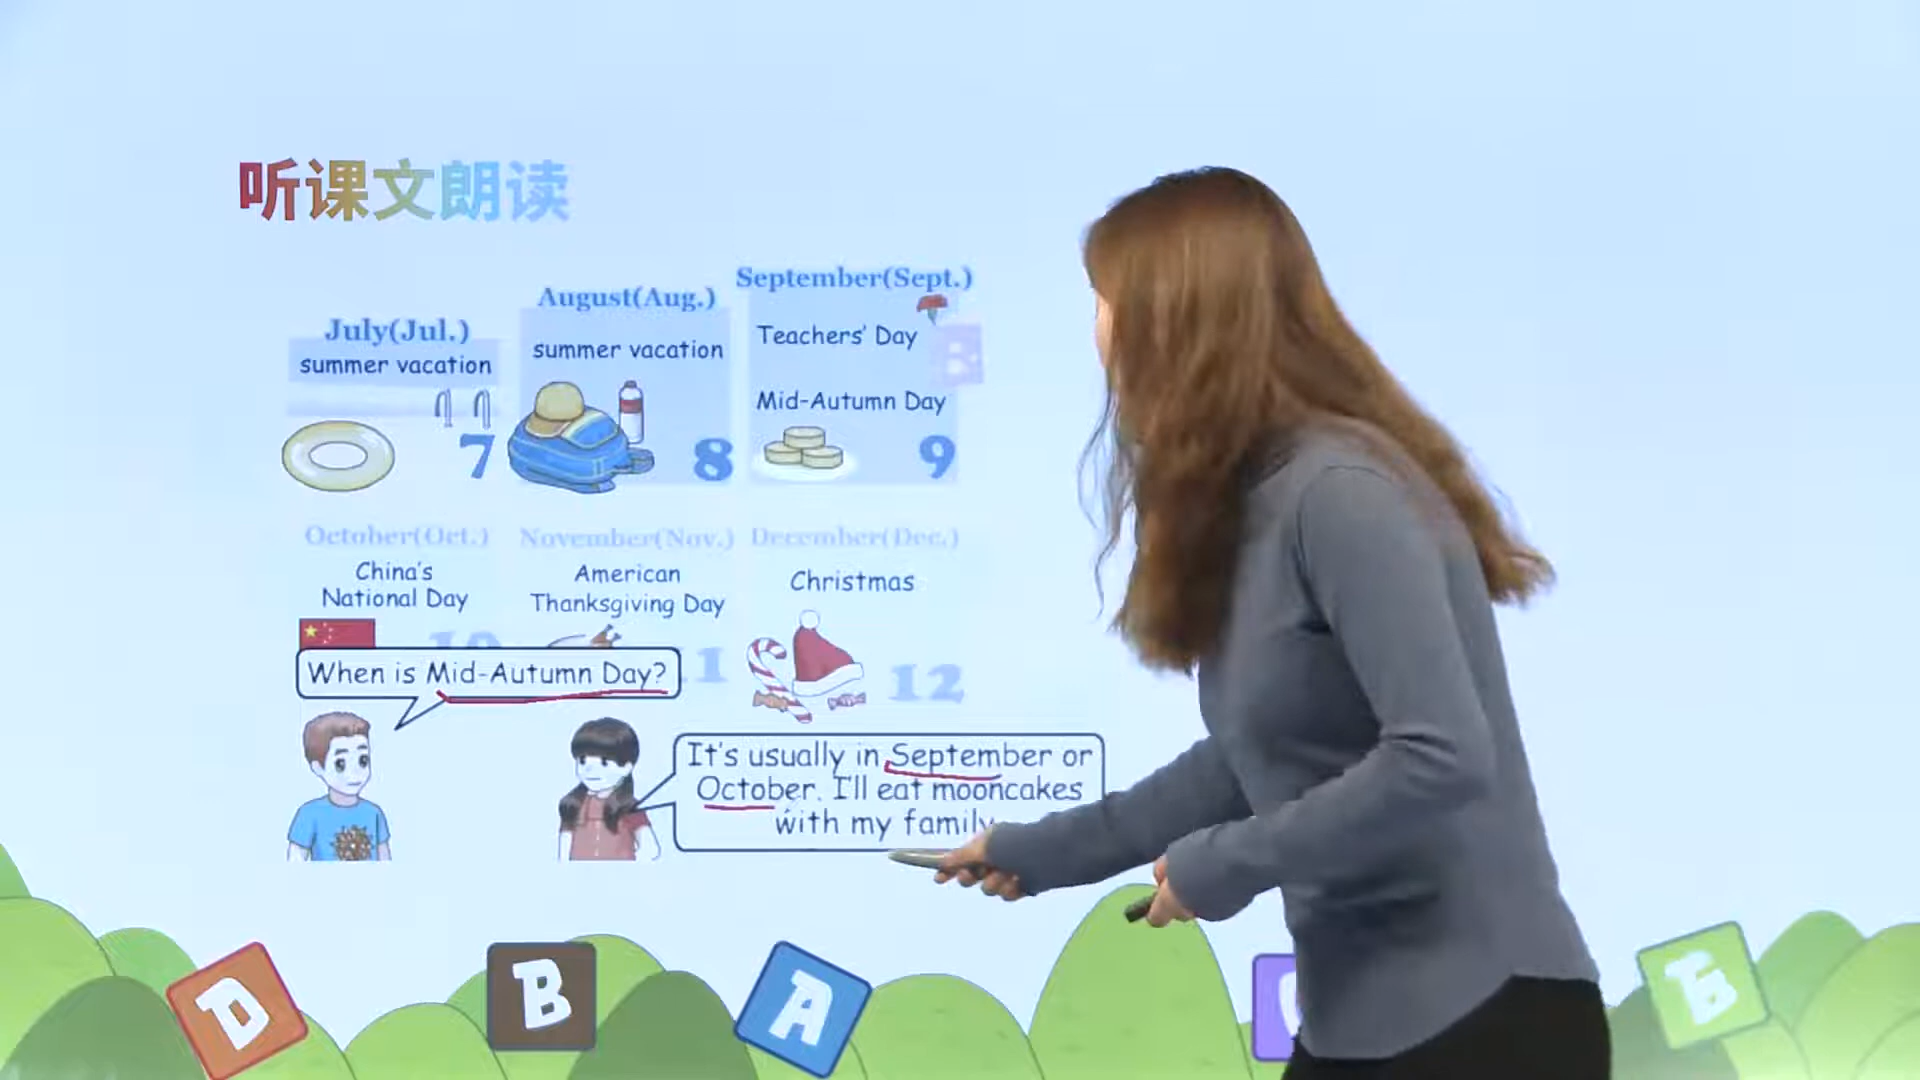 听课文朗读
July(Jul.)
summer vacation
7
August(Aug.)
summer vacation
8
September(Sept.)
Teachers' Day
Mid-Autumn Day
9
October(Oct.)
China's
National Day
10
November(Nov.)
American
Thanksgiving Day
1
December(Dec.)
Christmas
12
When is Mid-Autumn Day?
It's usually in September or
October. I'll eat mooncakes
with my family
D
B
A